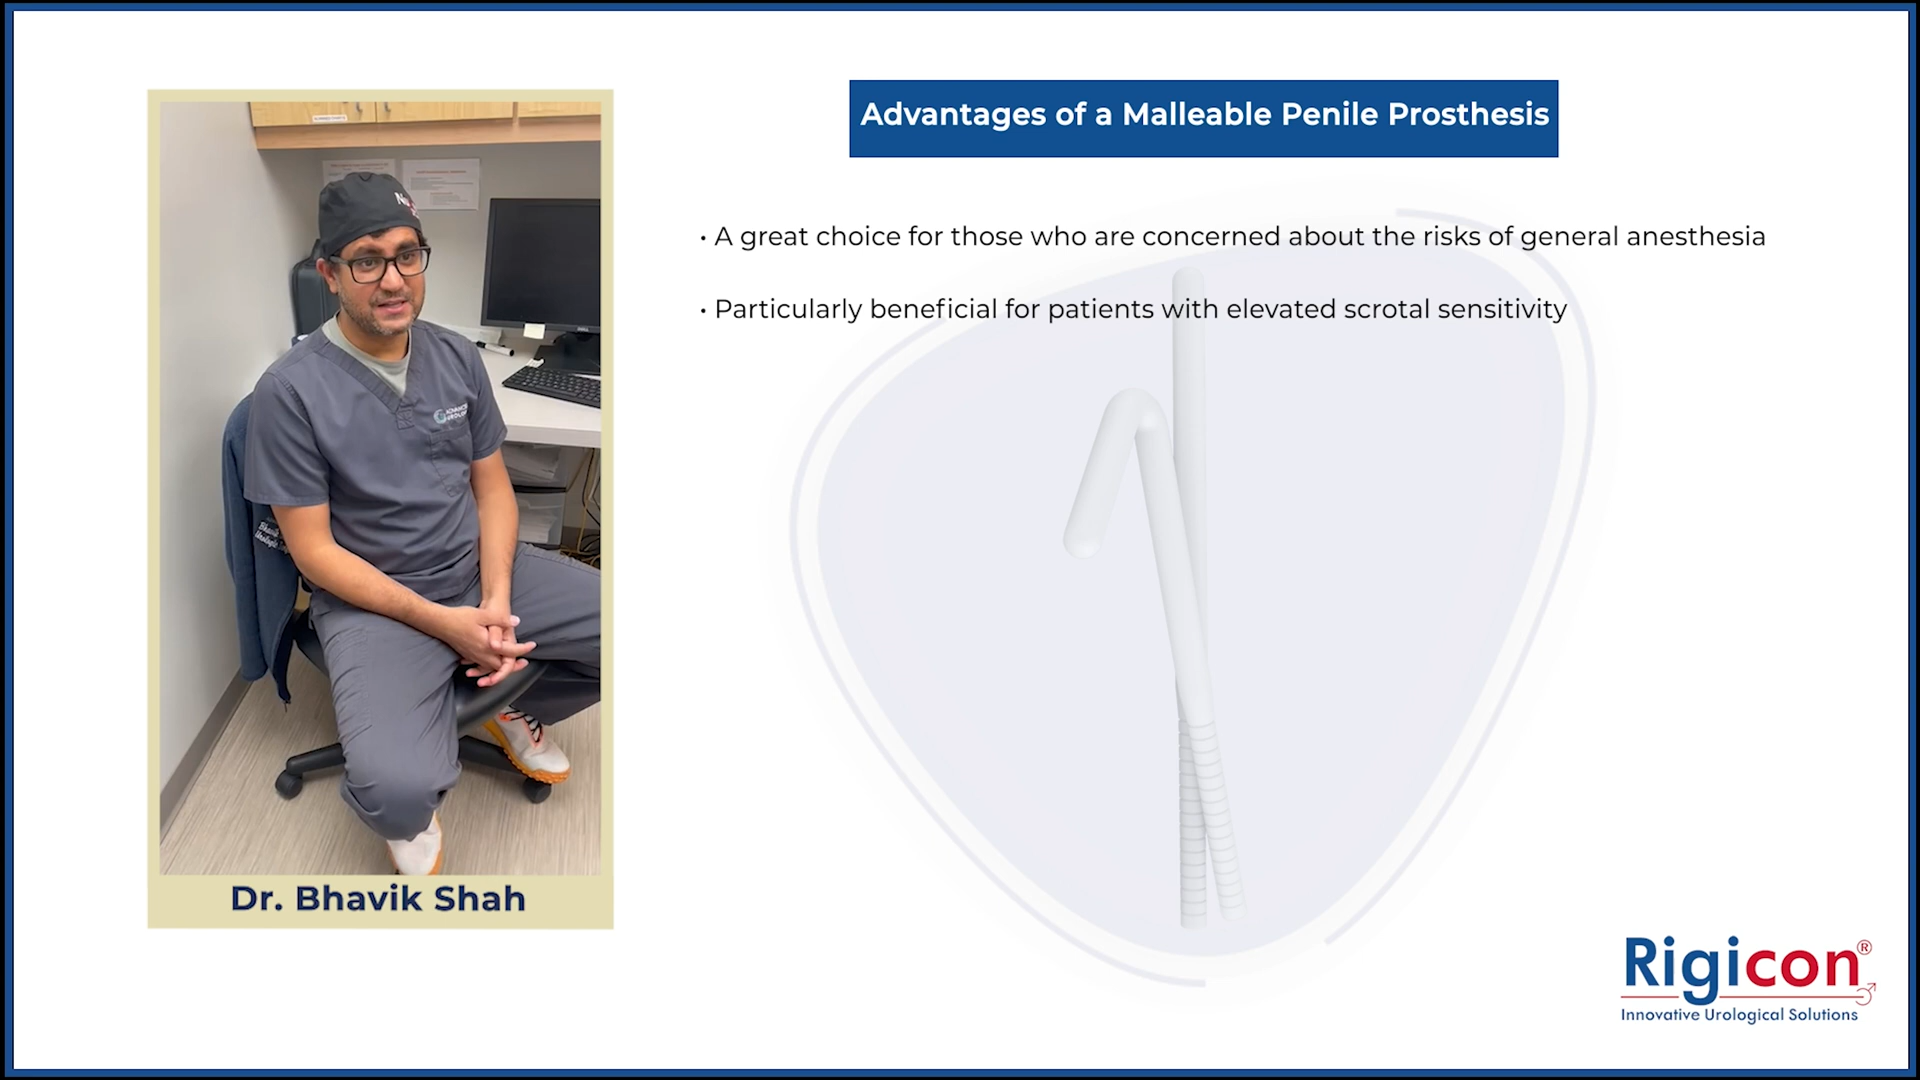 Advantages of a Malleable Penile Prosthesis
• A great choice for those who are concerned about the risks of general anesthesia
• Particularly beneficial for patients with elevated scrotal sensitivity
Dr. Bhavik Shah
Rigicon®
Innovative Urological Solutions